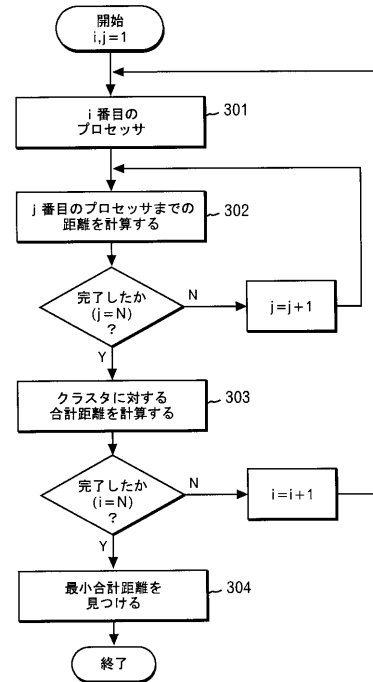 開始
i,j=1
i 番目の
プロセッサ
301
j 番目のプロセッサまでの
距離を計算する
302
完了したか
(j=N)
?
N
j=j+1
Y
クラスタに対する
合計距離を計算する
303
完了したか
(i=N)
?
N
i=i+1
Y
最小合計距離を
見つける
304
終了